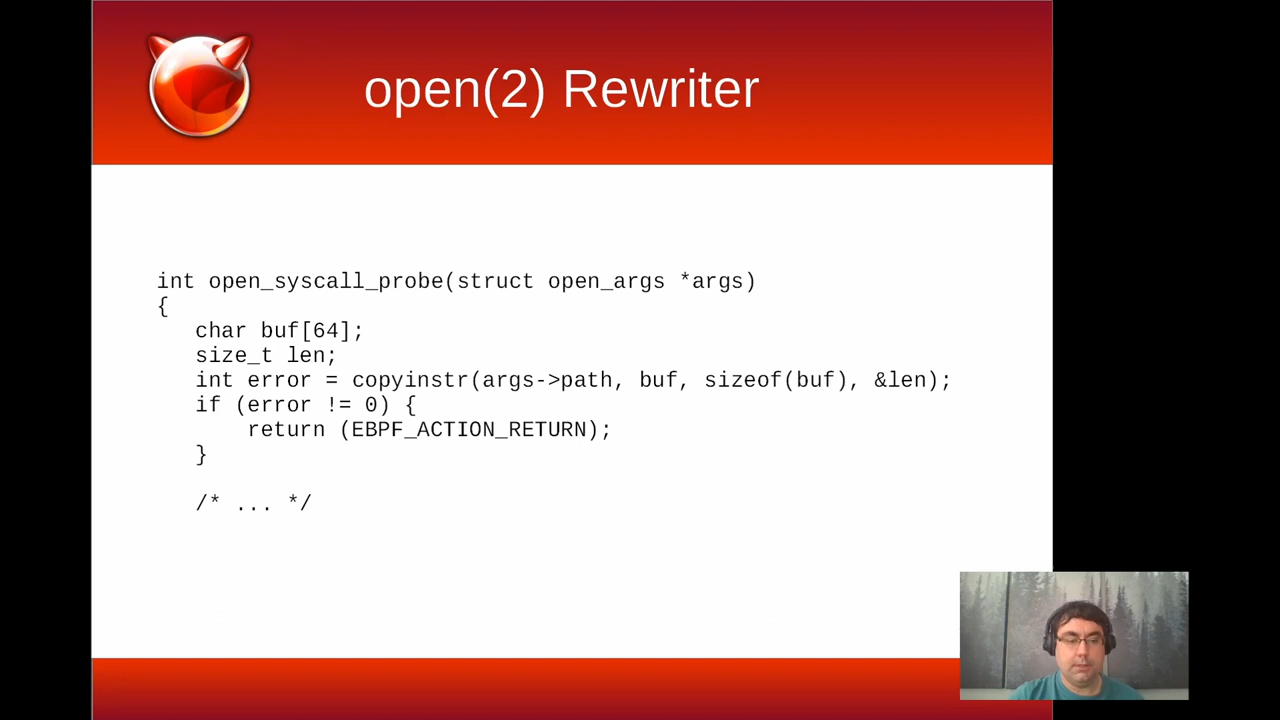 open(2) Rewriter
int open_syscall_probe(struct open_args *args)
{
char buf[64];
size_t len;
int error = copyinstr(args->path, buf, sizeof(buf), &len);
if (error != 0) {
return (EBPF_ACTION_RETURN);
}
/* ... */